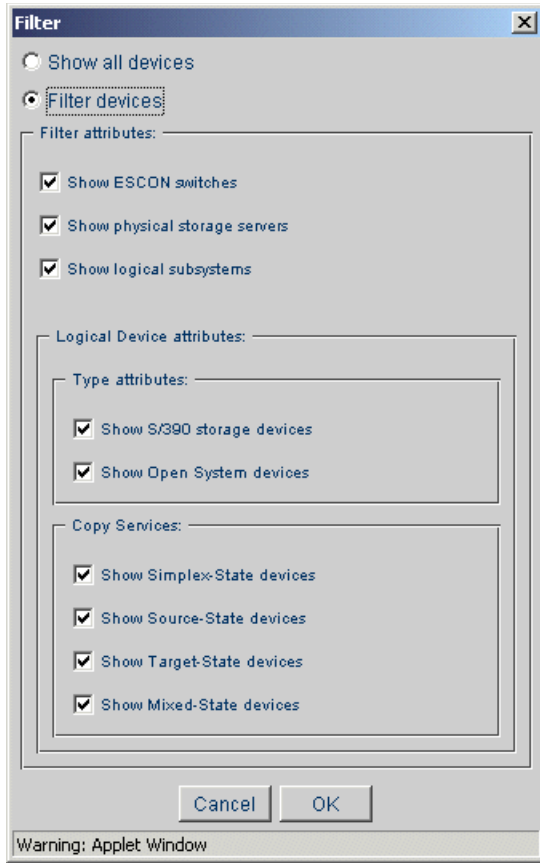 Filter
Show all devices
Filter devices
Filter attributes:
Show ESCON switches
Show physical storage servers
Show logical subsystems
Logical Device attributes:
Type attributes:
Show S/390 storage devices
Show Open System devices
Copy Services:
Show Simplex-State devices
Show Source-State devices
Show Target-State devices
Show Mixed-State devices
Cancel OK
Warning: Applet Window